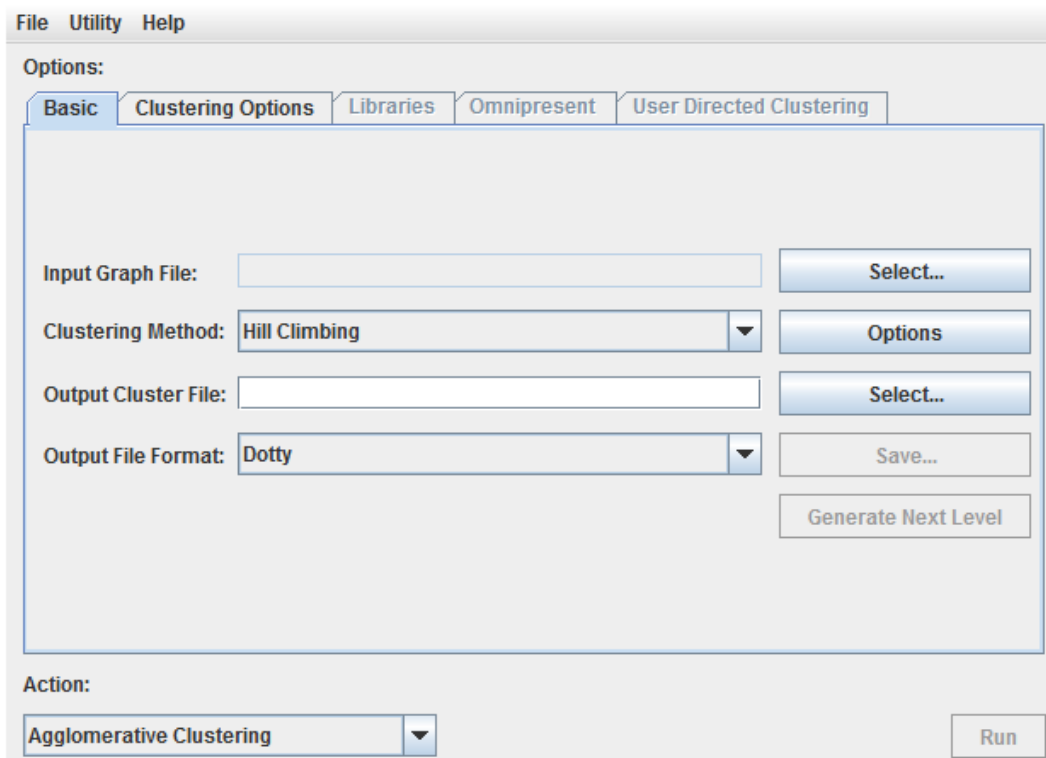 File Utility Help
Options:
Basic Clustering Options Libraries Omnipresent User Directed Clustering
Input Graph File: Select...
Clustering Method: Hill Climbing Options
Output Cluster File: Select...
Output File Format: Dotty Save...
Generate Next Level
Action:
Agglomerative Clustering Run